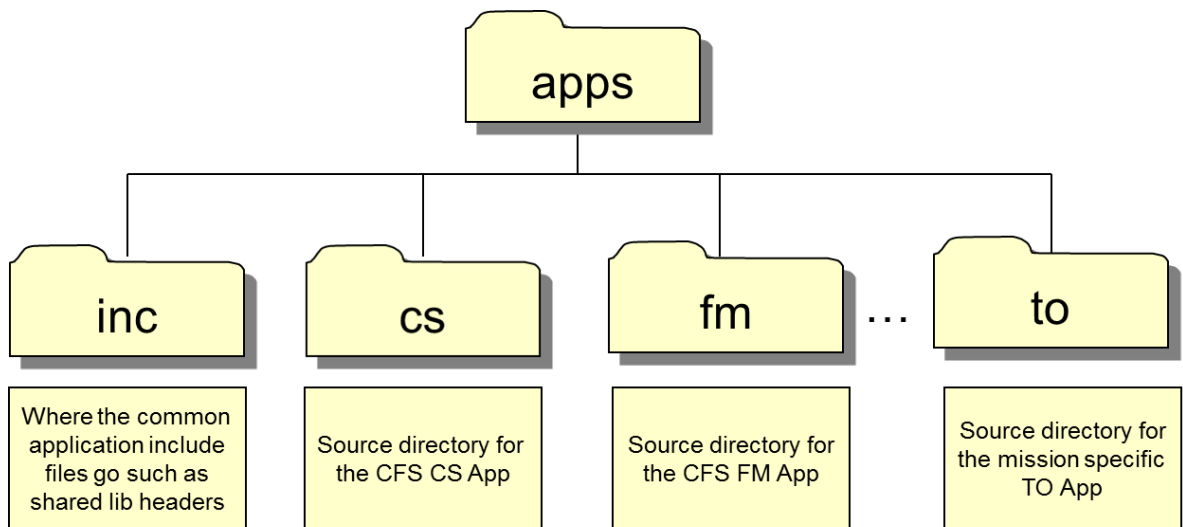 apps
inc
cs
fm
...
to
Where the common
application include
files go such as
shared lib headers
Source directory for
the CFS CS App
Source directory for
the CFS FM App
Source directory for
the mission specific
TO App